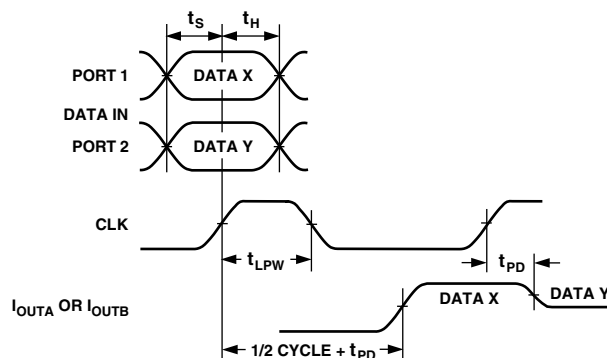 tS tH
PORT 1 DATA X
DATA IN
PORT 2 DATA Y
CLK
tLPW tPD
IOUTA OR IOUTB DATA X DATA Y
1/2 CYCLE + tPD